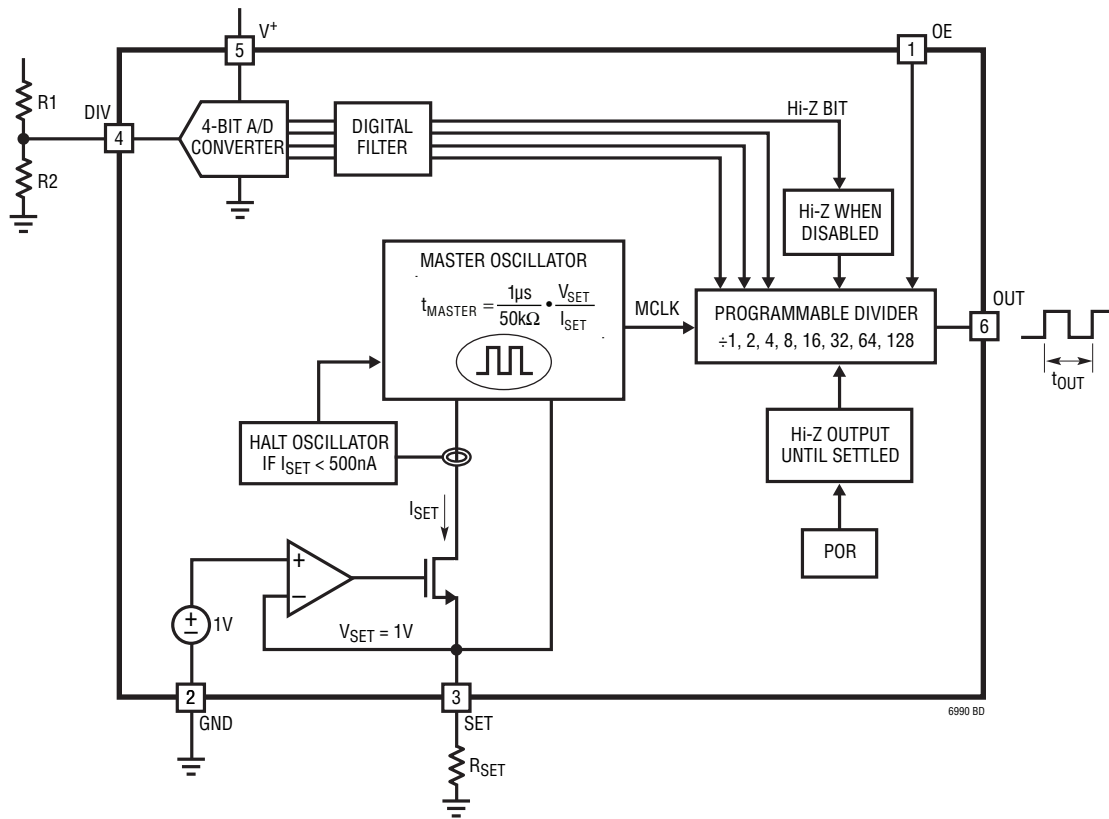 V+
5
OE
1
R1
DIV
4
R2
4-BIT A/D
CONVERTER
DIGITAL
FILTER
Hi-Z BIT
Hi-Z WHEN
DISABLED
MASTER OSCILLATOR
tMASTER = 1µs/50kΩ • VSET/ISET
MCLK
PROGRAMMABLE DIVIDER
÷1, 2, 4, 8, 16, 32, 64, 128
OUT
6
tOUT
HALT OSCILLATOR
IF ISET < 500nA
Hi-Z OUTPUT
UNTIL SETTLED
ISET
POR
+
–
+
–
1V
VSET = 1V
2
GND
3
SET
6990 BD
RSET